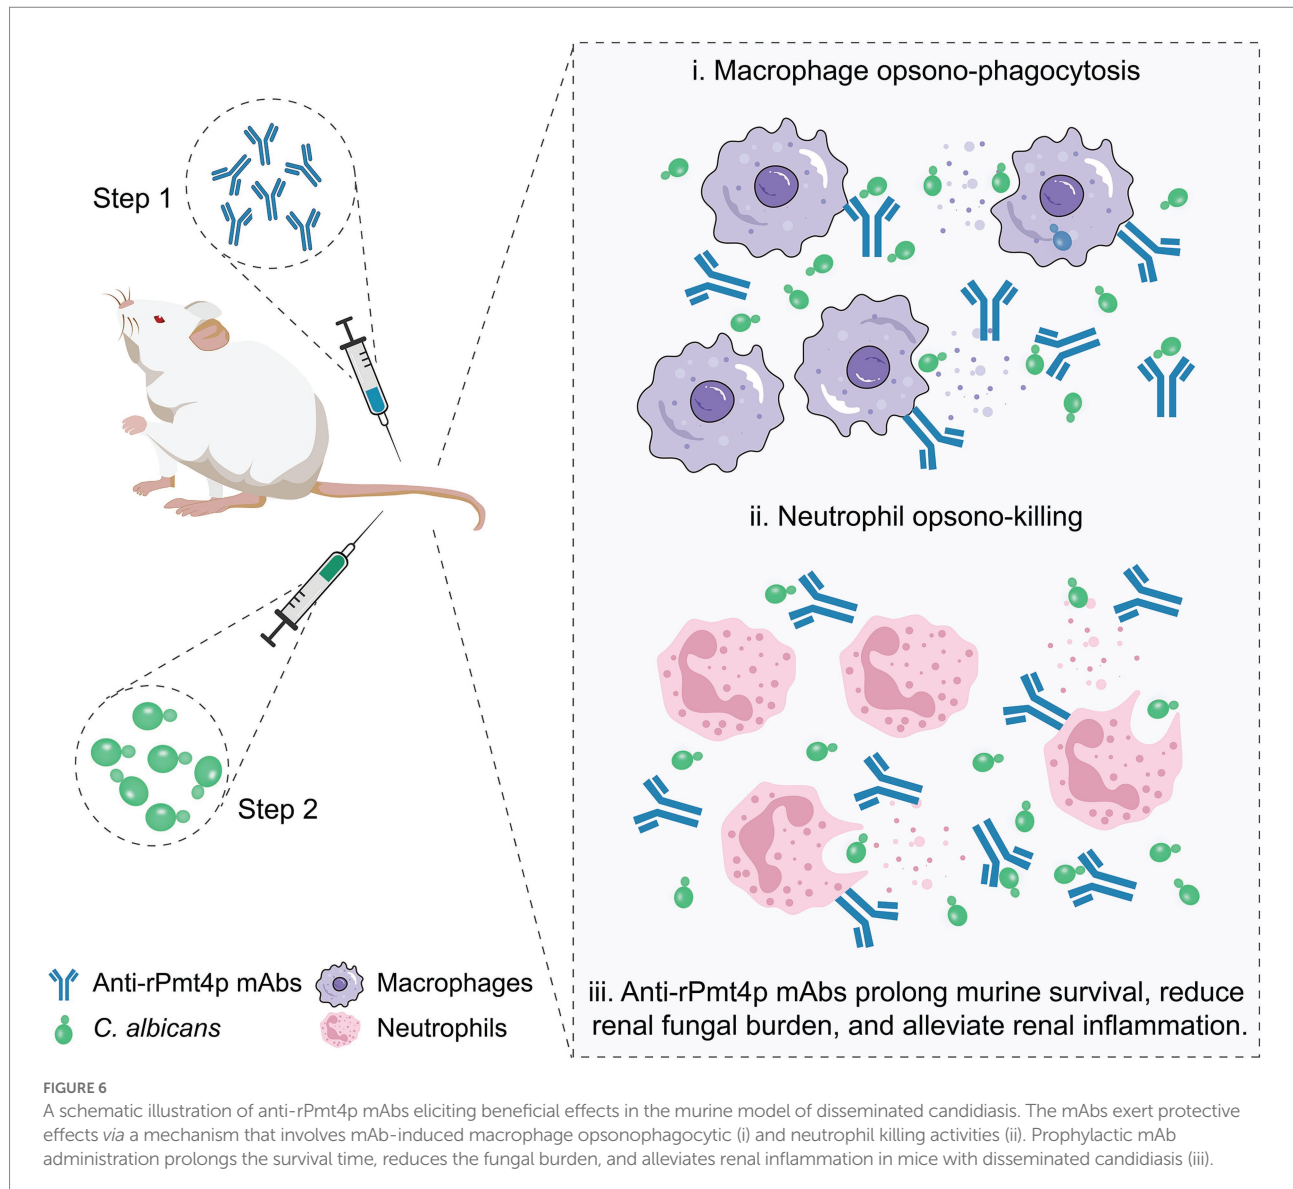 Step 1
Step 2
i. Macrophage opsono-phagocytosis
ii. Neutrophil opsono-killing
iii. Anti-rPmt4p mAbs prolong murine survival, reduce
renal fungal burden, and alleviate renal inflammation.
Anti-rPmt4p mAbs
Macrophages
C. albicans
Neutrophils
FIGURE 6
A schematic illustration of anti-rPmt4p mAbs eliciting beneficial effects in the murine model of disseminated candidiasis. The mAbs exert protective
effects via a mechanism that involves mAb-induced macrophage opsonophagocytic (i) and neutrophil killing activities (ii). Prophylactic mAb
administration prolongs the survival time, reduces the fungal burden, and alleviates renal inflammation in mice with disseminated candidiasis (iii).